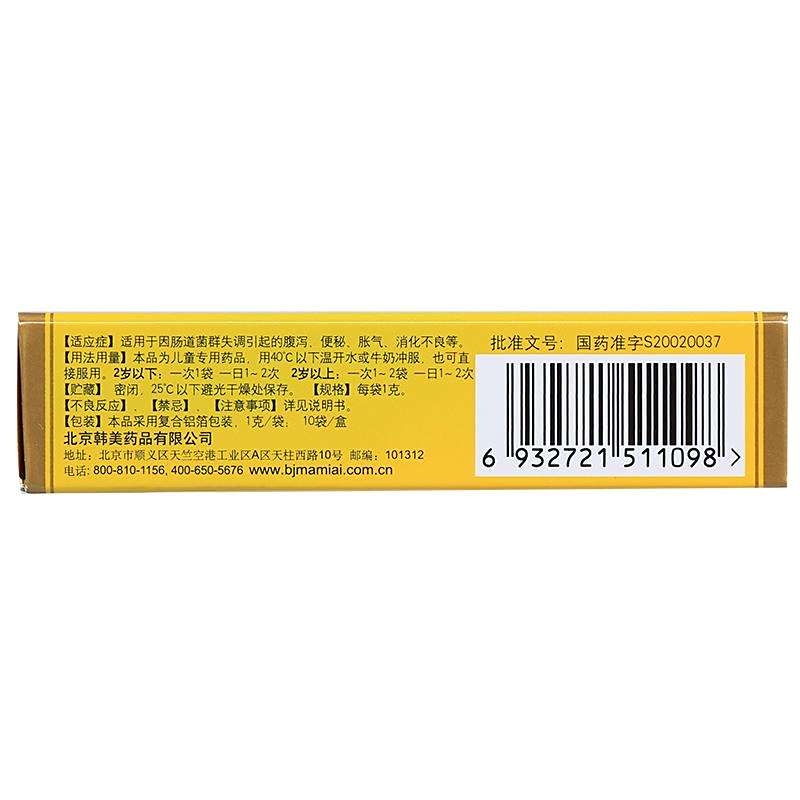 【适应症】适用于因肠道菌群失调引起的腹泻、便秘、胀气、消化不良等。
【用法用量】本品为儿童专用药品，用40℃以下温开水或牛奶冲服，也可直
接服用。2岁以下：一次1袋 一日1~2次 2岁以上：一次1~2袋 一日1~2次
【贮藏】 密闭，25℃以下避光干燥处保存。 【规格】每袋1克。
【不良反应】、【禁忌】、【注意事项】详见说明书。
【包装】本品采用复合铝箔包装，1克/袋；10袋/盒
北京韩美药品有限公司
地址：北京市顺义区天竺空港工业区A区天柱西路10号 邮编：101312
电话: 800-810-1156, 400-650-5676 www.bjmamiai.com.cn
批准文号：国药准字S20020037
6 932721 511098 >